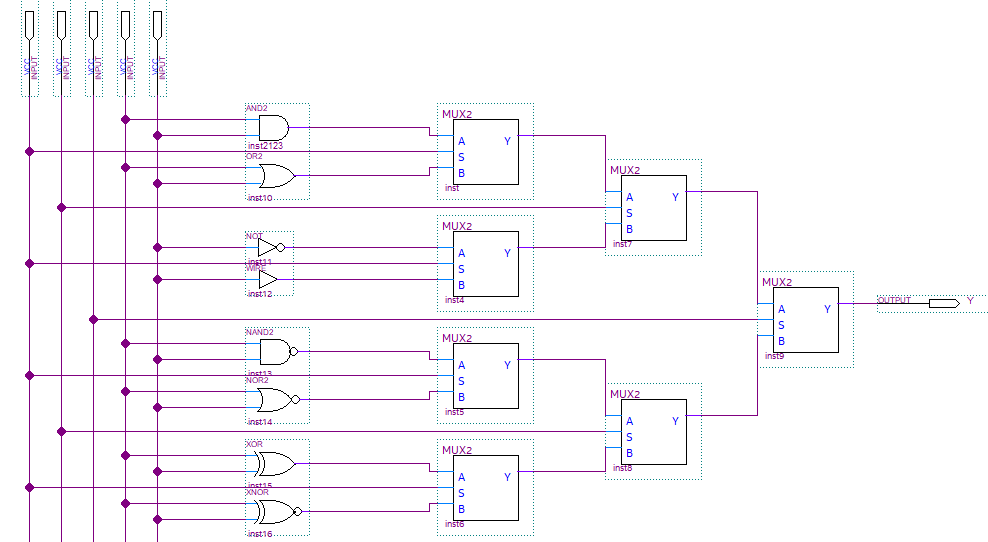 VCC
INPUT
VCC
INPUT
VCC
INPUT
VCC
INPUT
VCC
INPUT
AND2
inst2123
OR2
inst10
MUX2
A
S
B
Y
inst
NOT
inst11
WIRE
inst12
MUX2
A
S
B
Y
inst4
MUX2
A
S
B
Y
inst7
NAND2
inst13
NOR2
inst14
MUX2
A
S
B
Y
inst5
XOR
inst15
XNOR
inst16
MUX2
A
S
B
Y
inst6
MUX2
A
S
B
Y
inst8
MUX2
A
S
B
Y
inst9
OUTPUT
Y